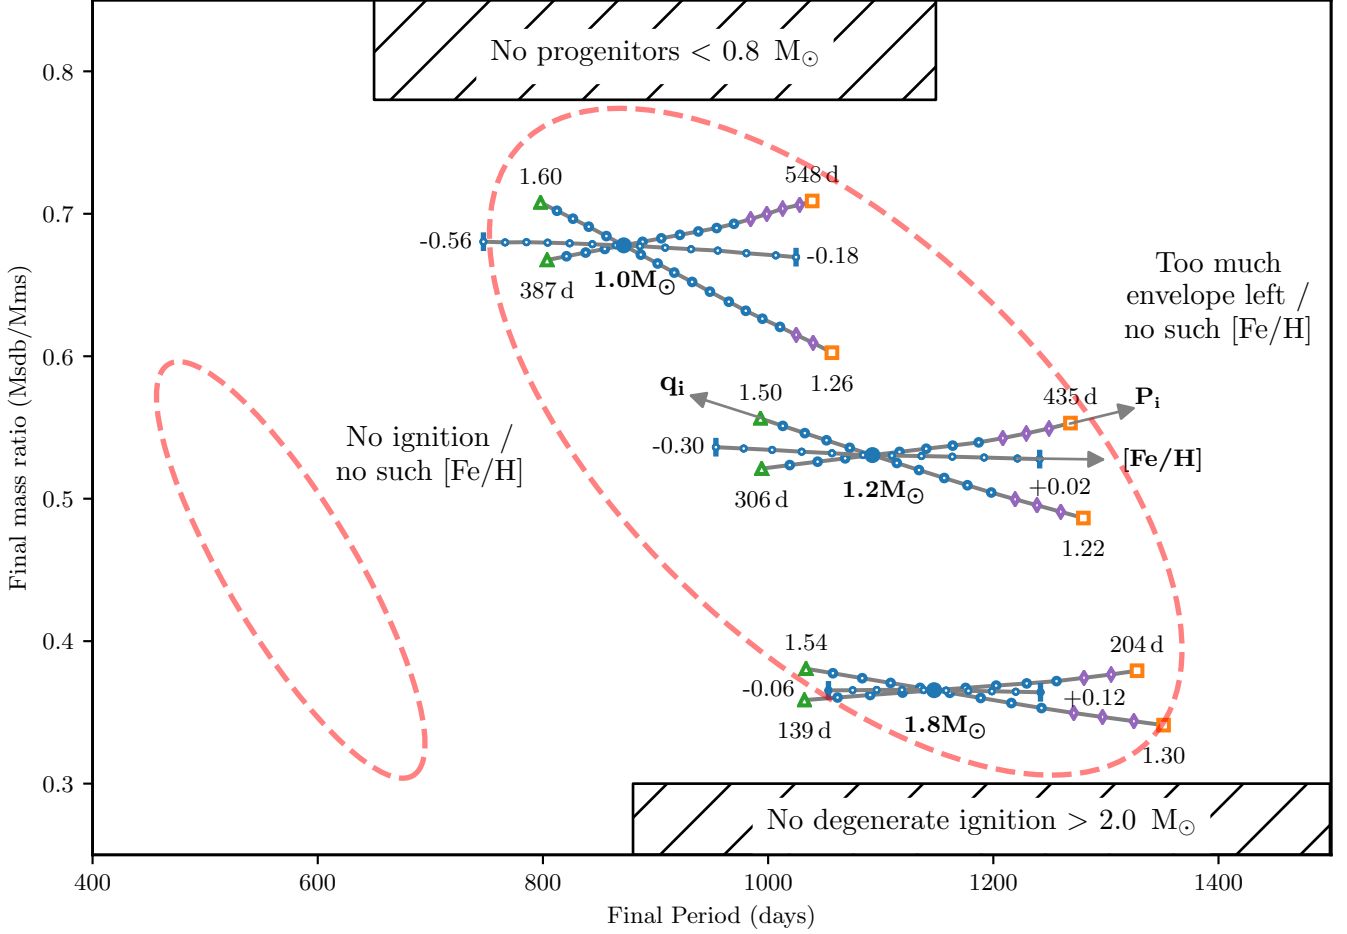 No progenitors < 0.8 M⊙
0.8
1.60
548 d
0.7
-0.56
-0.18
387 d
1.0M⊙
Too much
envelope left /
no such [Fe/H]
0.6
1.26
qi
1.50
435 d
Pi
No ignition /
no such [Fe/H]
-0.30
[Fe/H]
0.5
306 d
1.2M⊙
+0.02
1.22
0.4
1.54
204 d
-0.06
+0.12
139 d
1.8M⊙
1.30
0.3
No degenerate ignition > 2.0 M⊙
400
600
800
1000
1200
1400
Final Period (days)
Final mass ratio (Msdb/Mms)